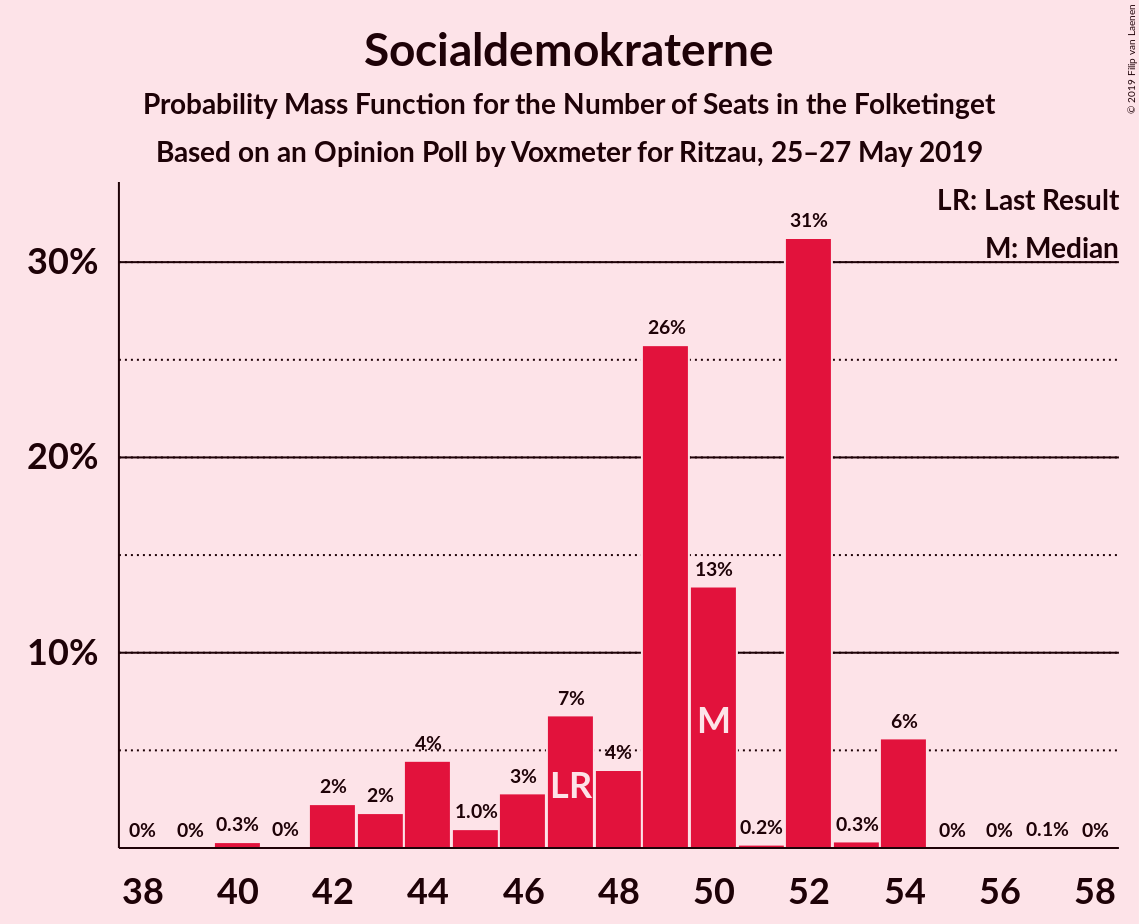 Socialdemokraterne
Probability Mass Function for the Number of Seats in the Folketinget
Based on an Opinion Poll by Voxmeter for Ritzau, 25–27 May 2019
© 2019 Filip van Laenen
LR: Last Result
M: Median
30%
20%
10%
0%
0%
0.3%
0%
2%
2%
4%
1.0%
3%
7%
4%
26%
13%
0.2%
31%
0.3%
6%
0%
0%
0.1%
0%
LR
M
38 40 42 44 46 48 50 52 54 56 58